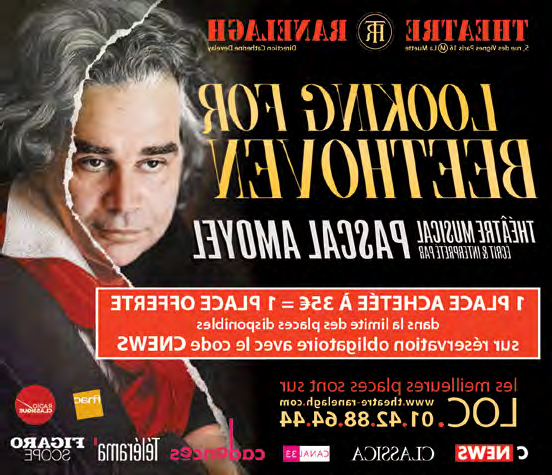 THEATRE RANELAGH
5, rue des Vignes Paris 16 M La Muette
Direction Catherine Develay
LOOKING FOR
BEETHOVEN
THÉÂTRE MUSICAL
ÉCRIT & INTERPRÉTÉ PAR
PASCAL AMOYEL
1 PLACE ACHETÉE À 35€ = 1 PLACE OFFERTE
dans la limite des places disponibles
sur réservation obligatoire avec le code CNEWS
les meilleures places sont sur
www.theatre-ranelagh.com
LOC. 01.42.88.64.44
fnac
RADIO CLASSIQUE
C NEWS
CLASSICA
CANAL33
cadences
Télérama'
FIGARO
SCOPE